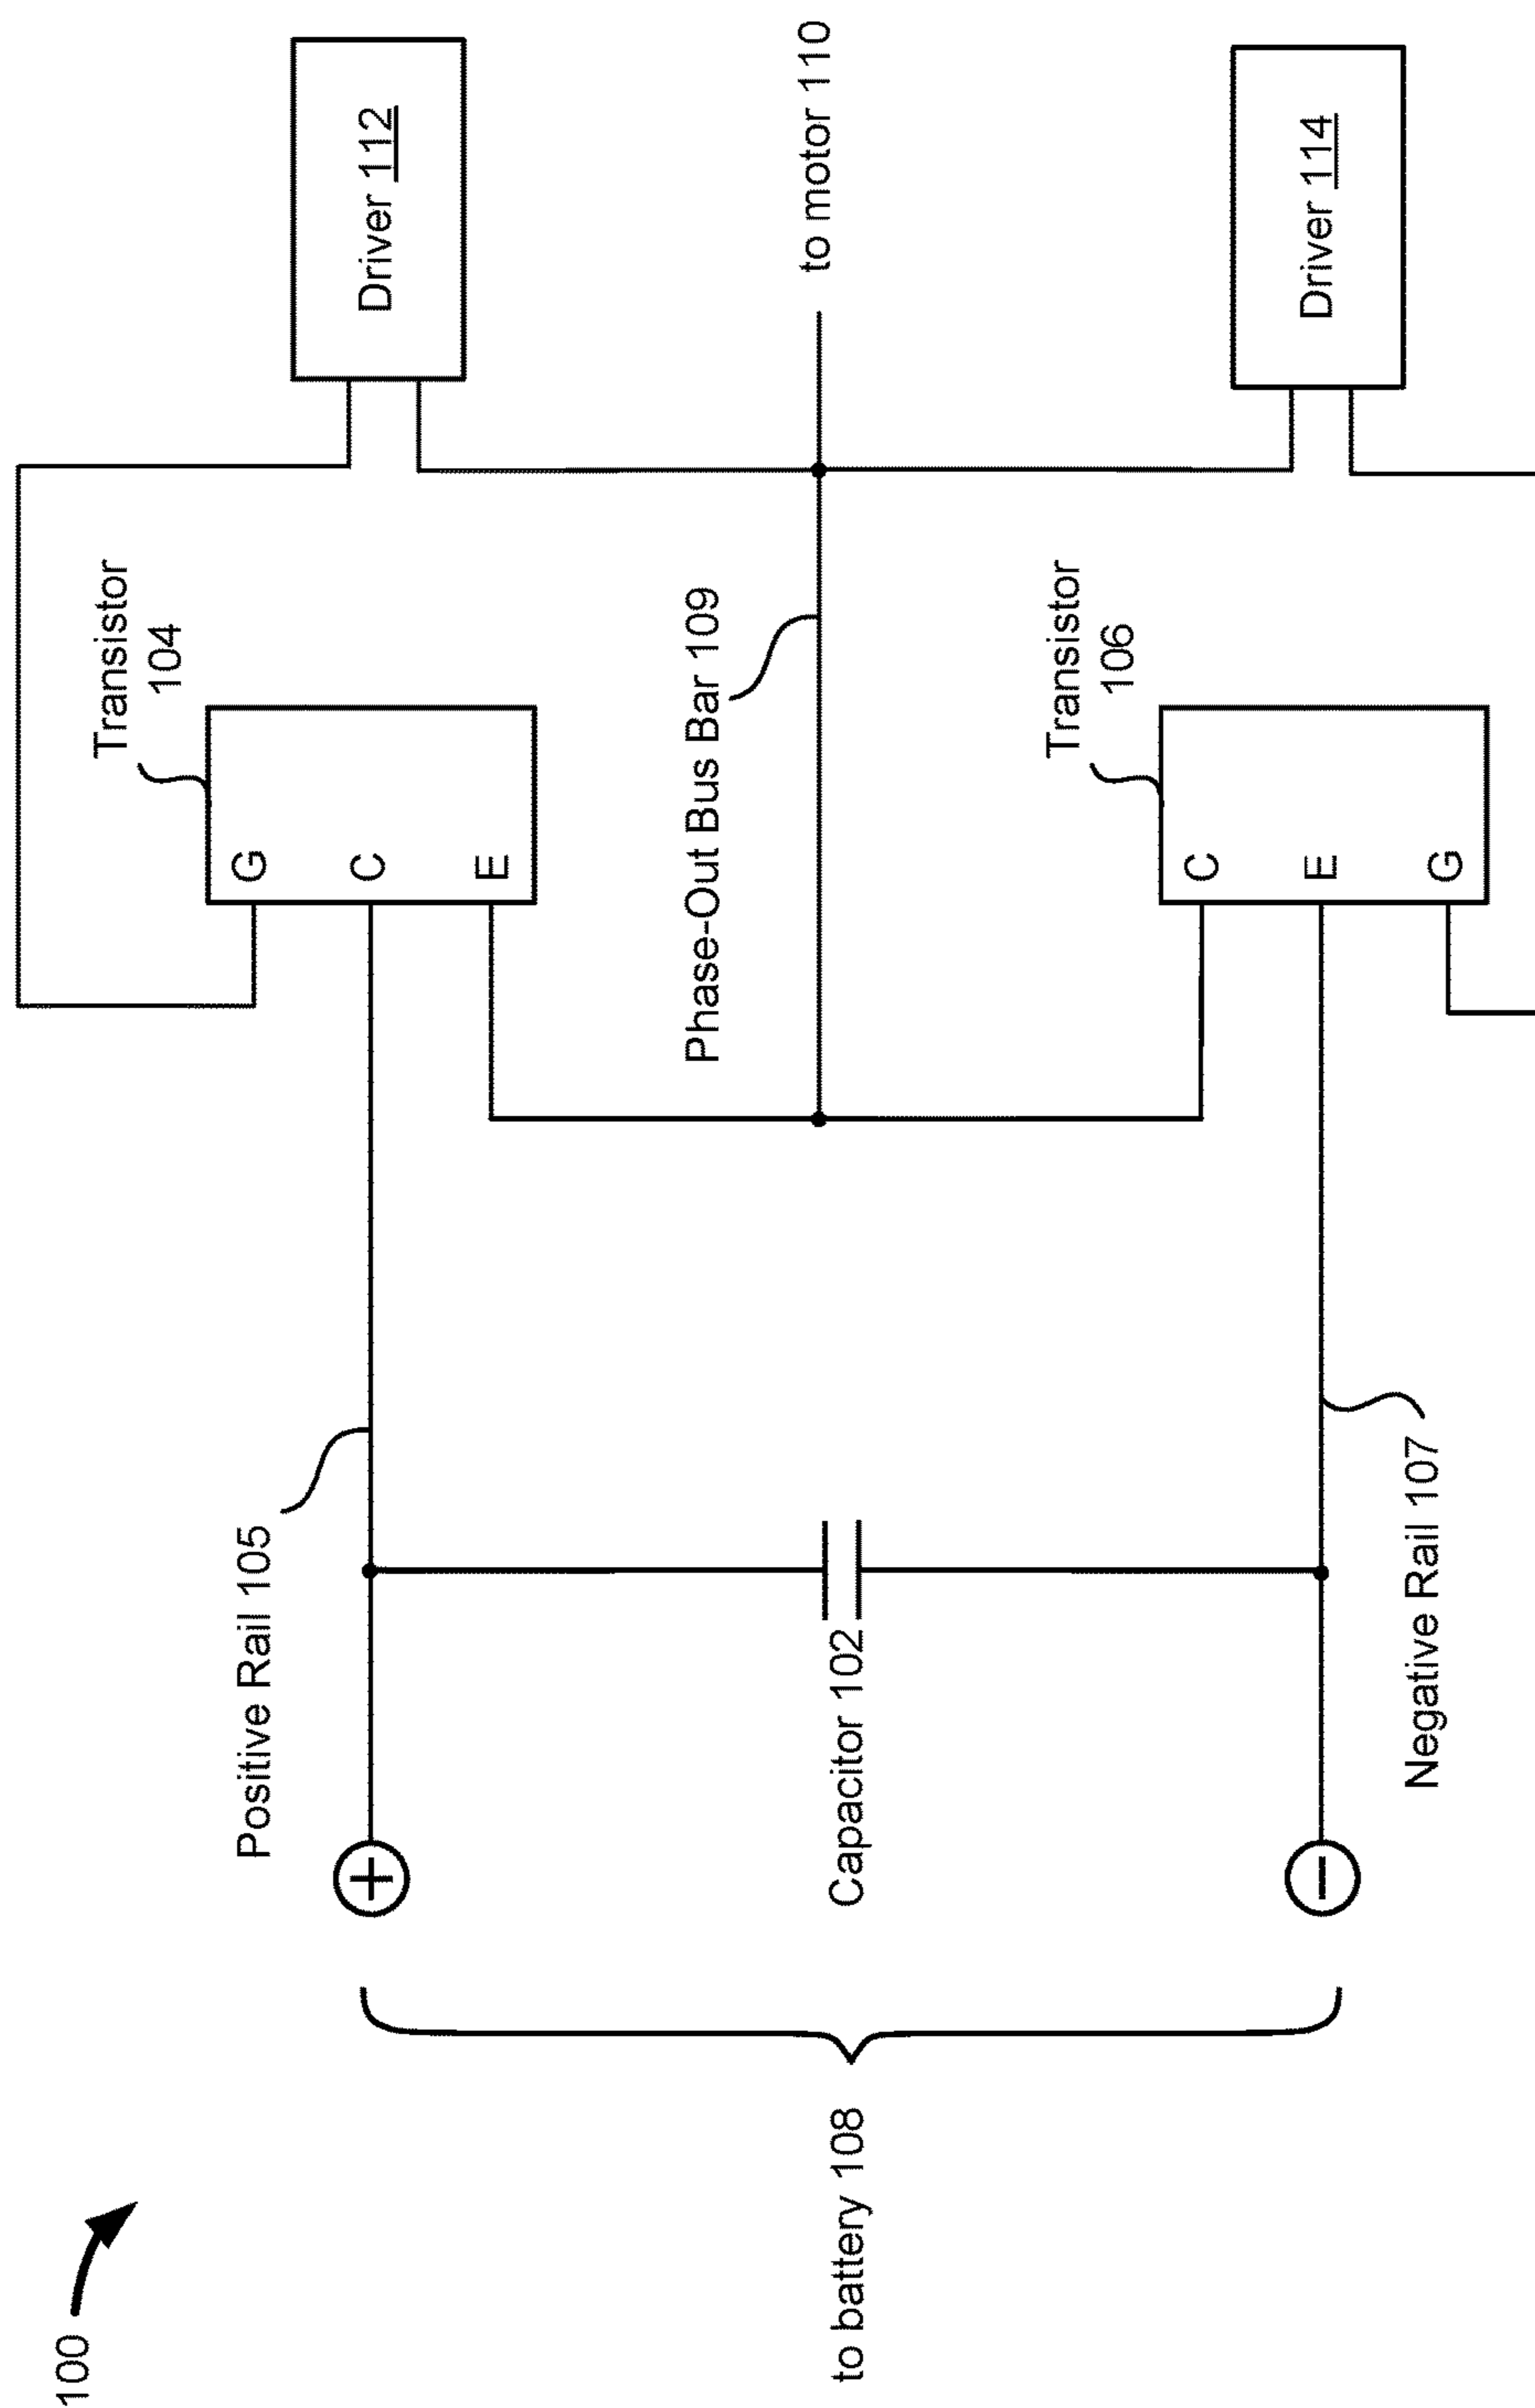 100
Positive Rail 105
Transistor
104
G
C
E
Driver 112
to battery 108
Capacitor 102
Phase-Out Bus Bar 109
to motor 110
Negative Rail 107
Transistor
106
C
E
G
Driver 114